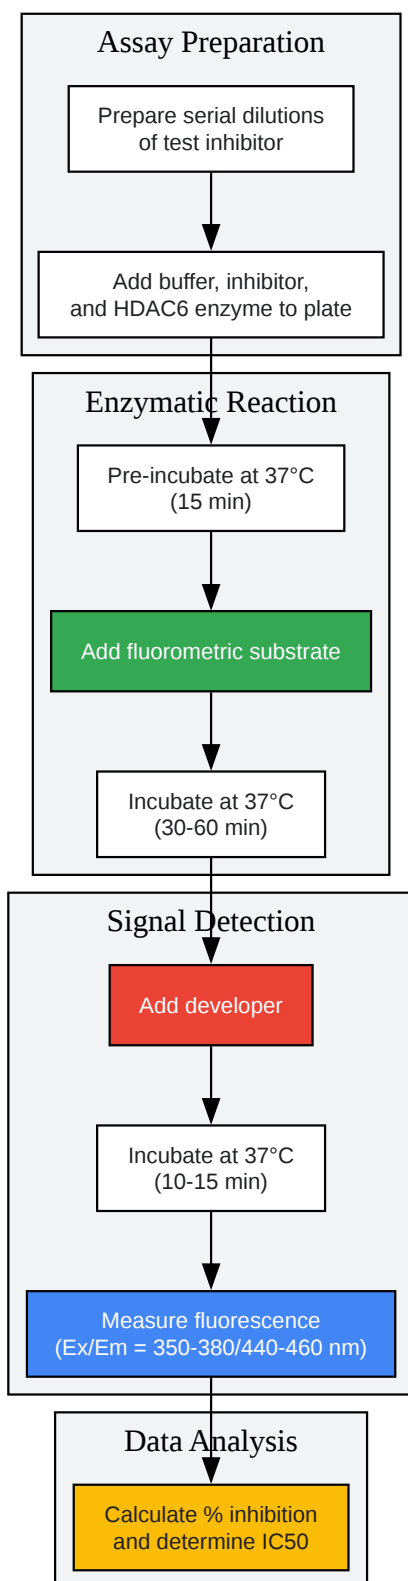 Assay Preparation
Prepare serial dilutions
of test inhibitor
Add buffer, inhibitor,
and HDAC6 enzyme to plate
Enzymatic Reaction
Pre-incubate at 37°C
(15 min)
Add fluorometric substrate
Incubate at 37°C
(30-60 min)
Signal Detection
Add developer
Incubate at 37°C
(10-15 min)
Measure fluorescence
(Ex/Em = 350-380/440-460 nm)
Data Analysis
Calculate % inhibition
and determine IC50